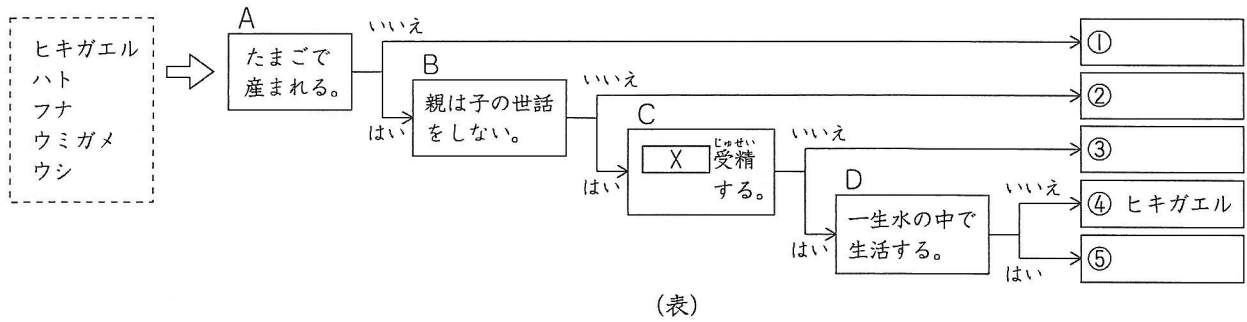 ヒキガエル
ハト
フナ
ウミガメ
ウシ
A
たまごで
産まれる。
いいえ
はい
B
親は子の世話
をしない。
いいえ
はい
C
X 受精
じゅせい
する。
いいえ
はい
D
一生水の中で
生活する。
いいえ
はい
①
②
③
④ ヒキガエル
⑤
(表)